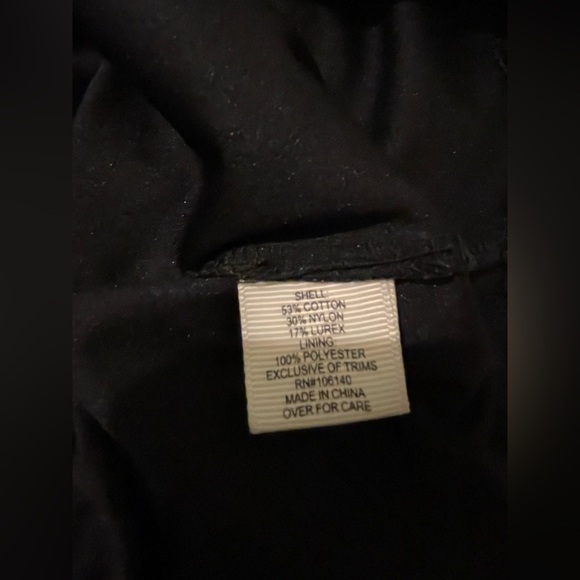 SHELL:
53% COTTON
30% NYLON
17% LUREX
LINING
100% POLYESTER
EXCLUSIVE OF TRIMS
RN#106140
MADE IN CHINA
OVER FOR CARE